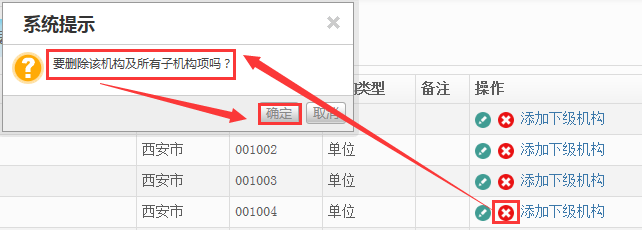 系统提示
要删除该机构及所有子机构项吗？
确定 取消
类型 备注 操作
添加下级机构
西安市 001002 单位 添加下级机构
西安市 001003 单位 添加下级机构
西安市 001004 单位 添加下级机构